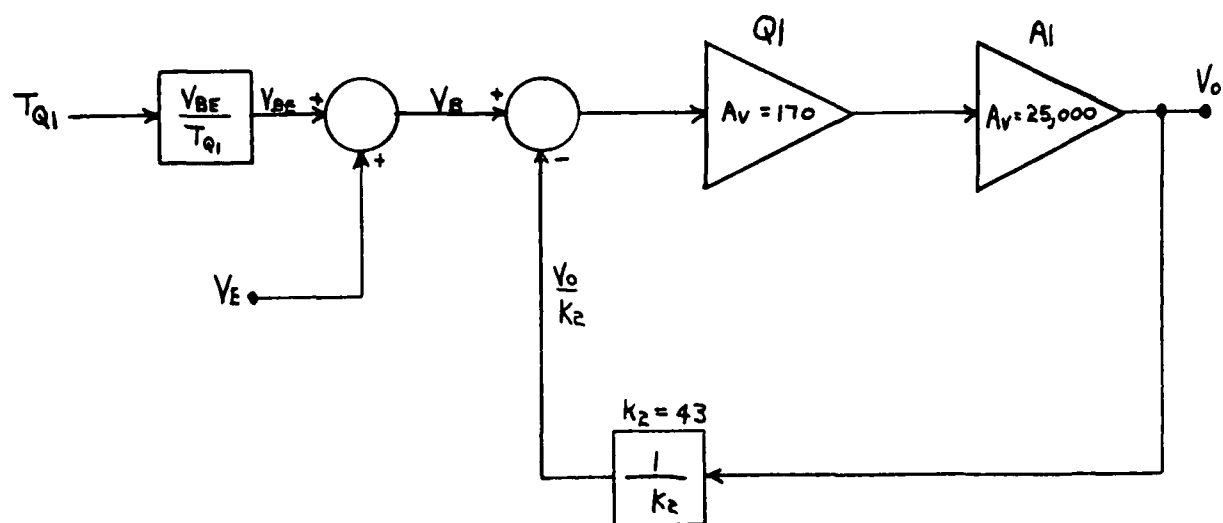 Q1
A1
TQ1
VBE
TQ1
VBE
+
+
VB
+
-
Av = 170
Av = 25,000
Vo
VE
Vo
K2
K2 = 43
1
K2